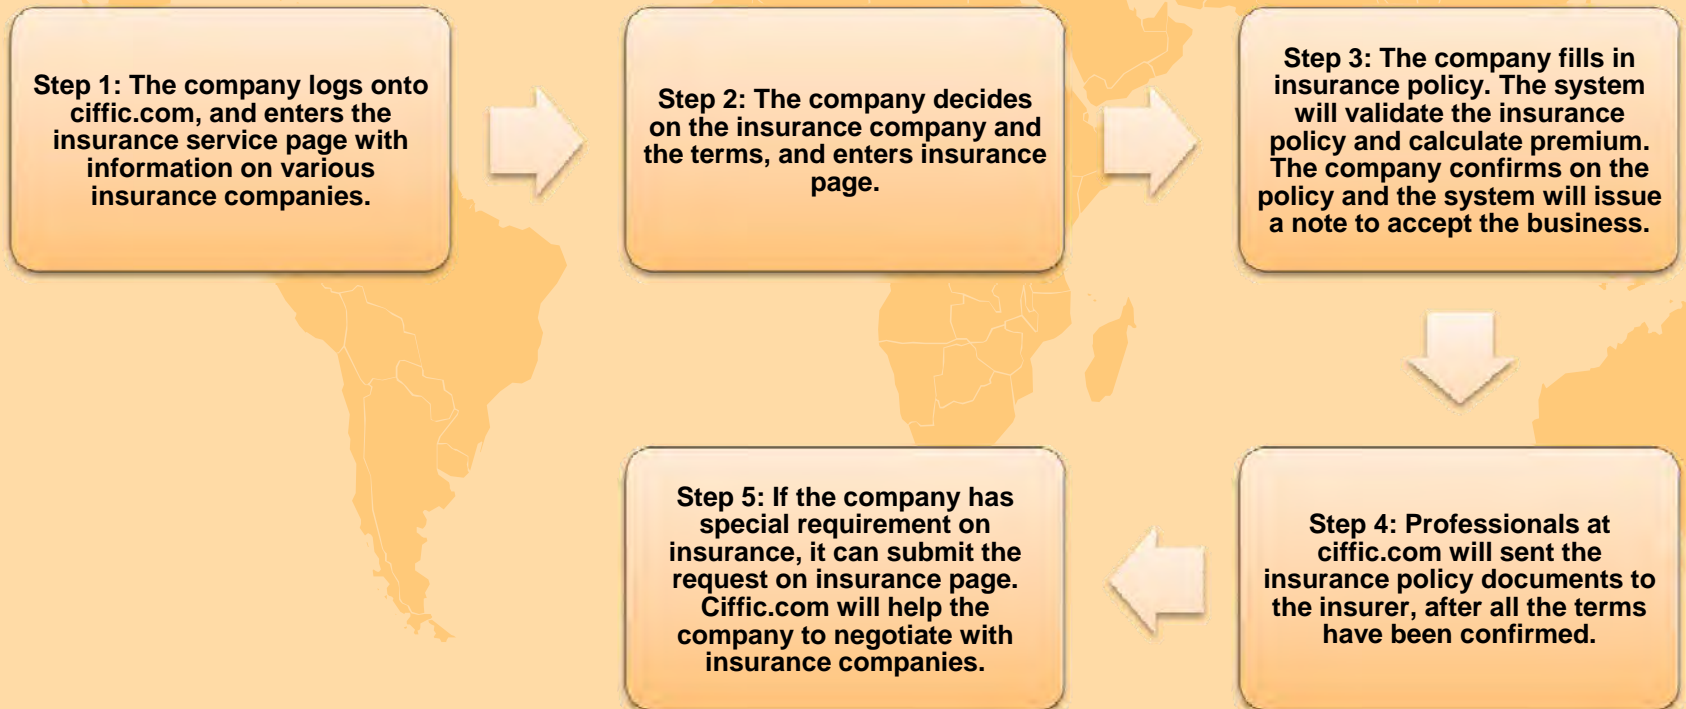 Step 1: The company logs onto
ciffic.com, and enters the
insurance service page with
information on various
insurance companies.
Step 2: The company decides
on the insurance company and
the terms, and enters insurance
page.
Step 3: The company fills in
insurance policy. The system
will validate the insurance
policy and calculate premium.
The company confirms on the
policy and the system will issue
a note to accept the business.
Step 4: Professionals at
ciffic.com will sent the
insurance policy documents to
the insurer, after all the terms
have been confirmed.
Step 5: If the company has
special requirement on
insurance, it can submit the
request on insurance page.
Ciffic.com will help the
company to negotiate with
insurance companies.